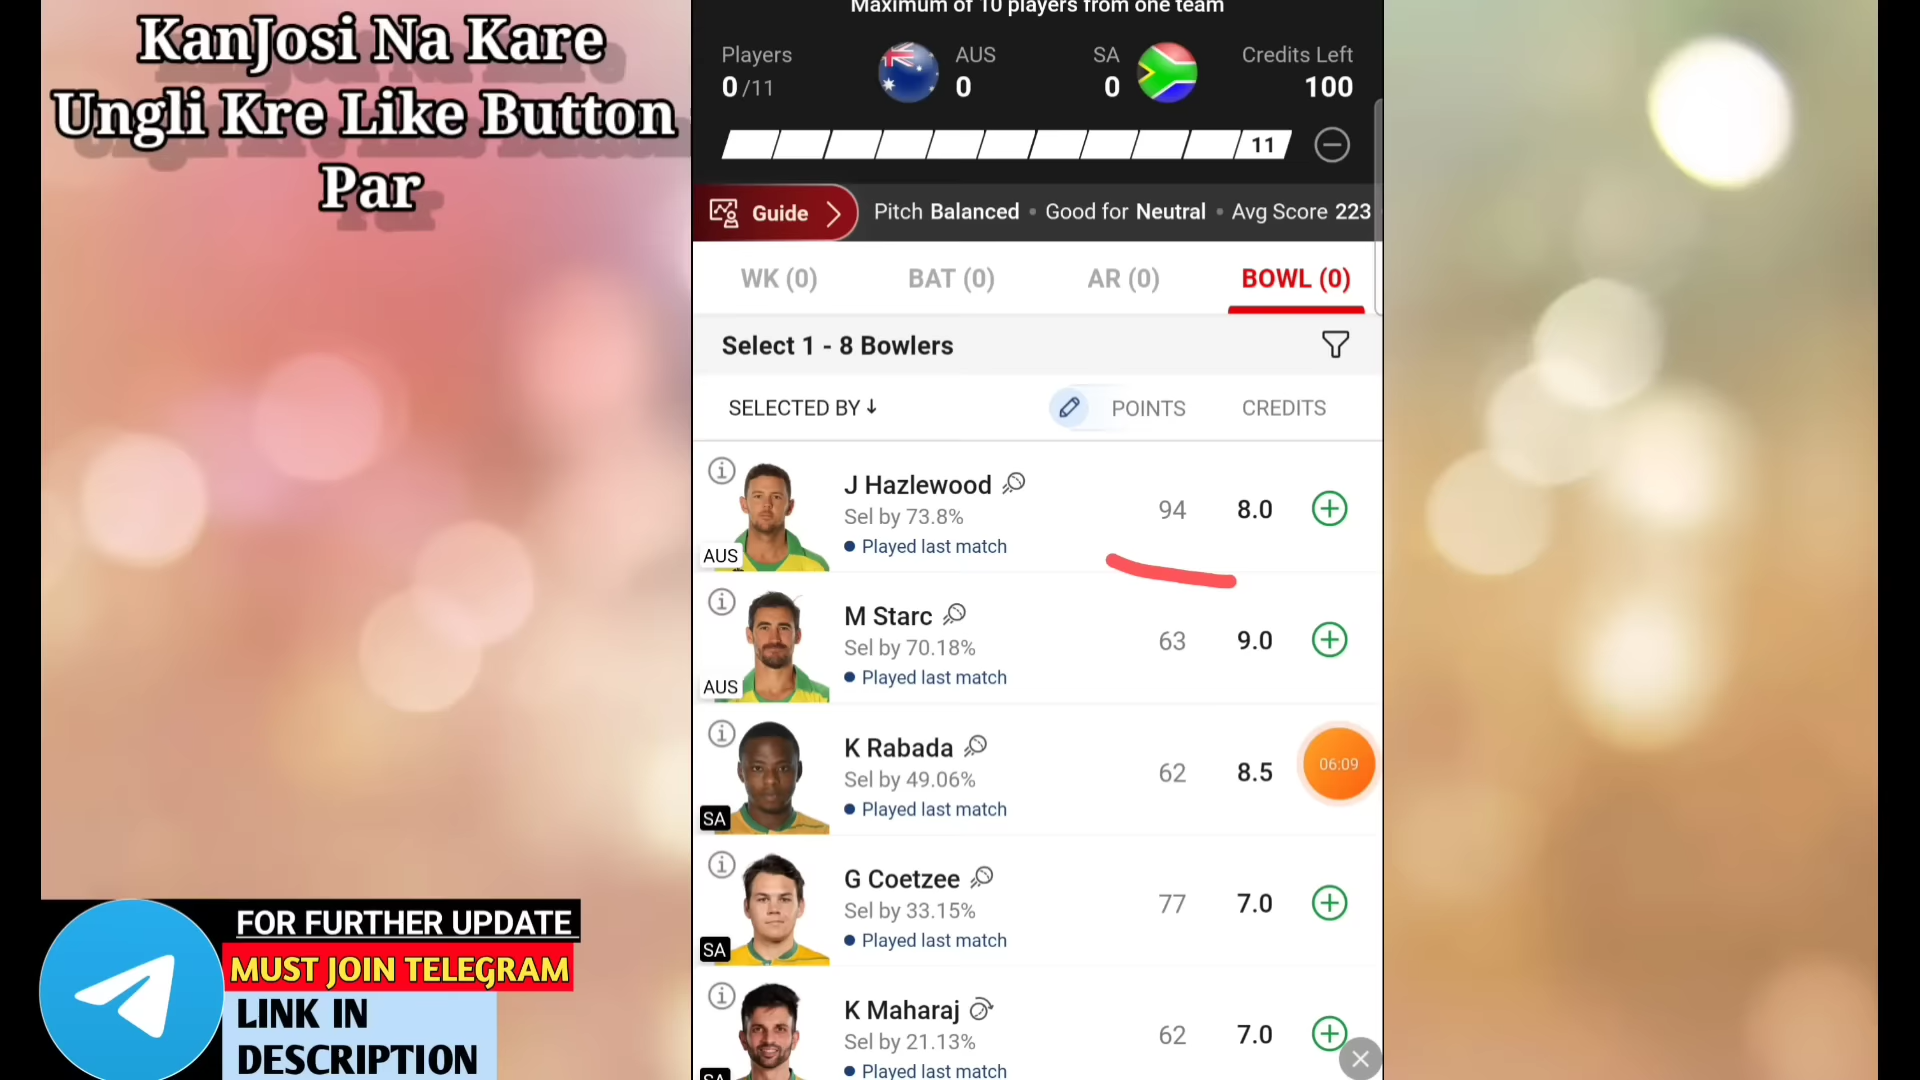 KanJosi Na Kare
Ungli Kre Like Button
Par
Maximum of 10 players from one team
Players
0 /11
AUS
0
SA
0
Credits Left
100
11
Guide
Pitch Balanced • Good for Neutral • Avg Score 223
WK (0)
BAT (0)
AR (0)
BOWL (0)
Select 1 - 8 Bowlers
SELECTED BY ↓
POINTS
CREDITS
J Hazlewood
Sel by 73.8%
Played last match
AUS
94
8.0
M Starc
Sel by 70.18%
Played last match
AUS
63
9.0
K Rabada
Sel by 49.06%
Played last match
SA
62
8.5
06:09
G Coetzee
Sel by 33.15%
Played last match
SA
77
7.0
K Maharaj
Sel by 21.13%
Played last match
SA
62
7.0
FOR FURTHER UPDATE
MUST JOIN TELEGRAM
LINK IN
DESCRIPTION